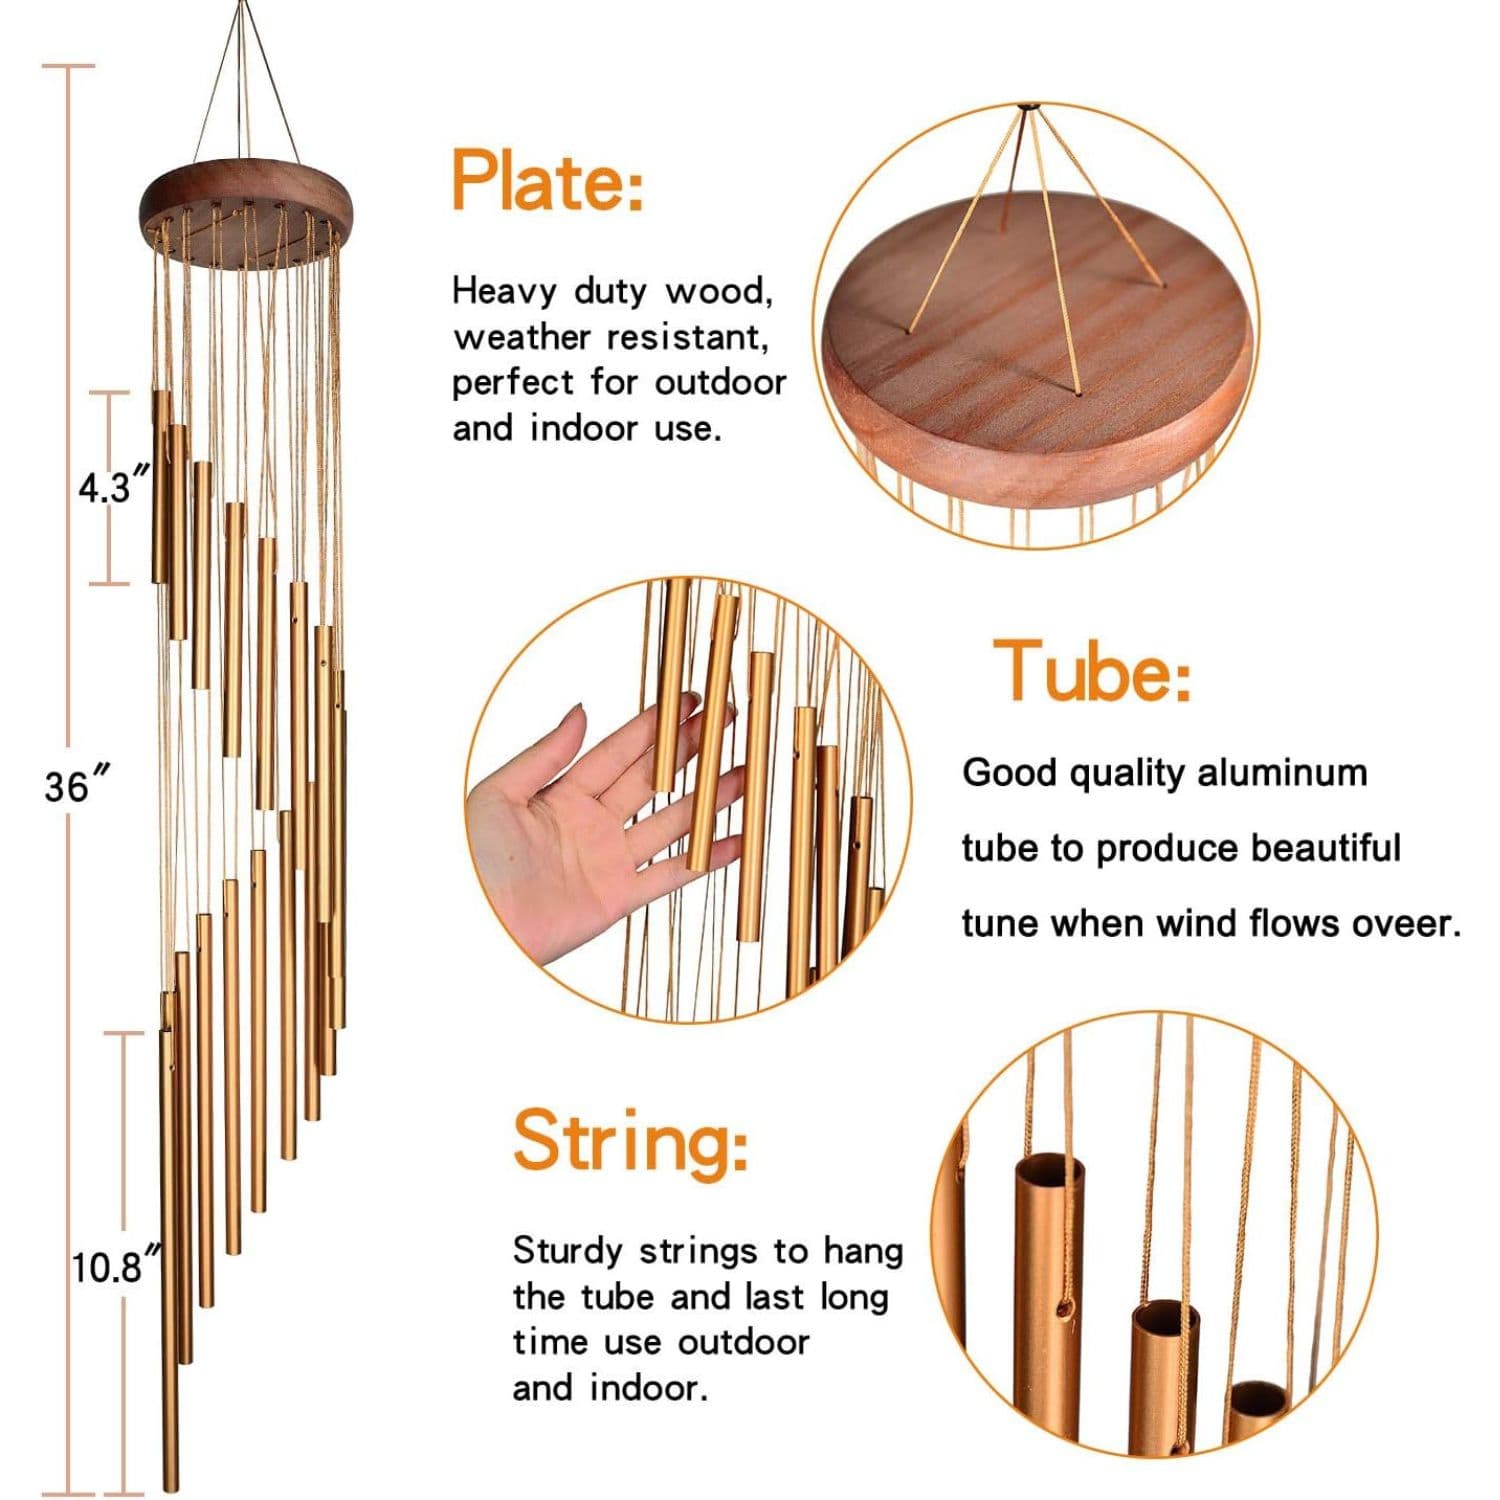 Plate:
Heavy duty wood,
weather resistant,
perfect for outdoor
and indoor use.
4.3"
36"
Tube:
Good quality aluminum
tube to produce beautiful
tune when wind flows oveer.
String:
Sturdy strings to hang
the tube and last long
time use outdoor
and indoor.
10.8"